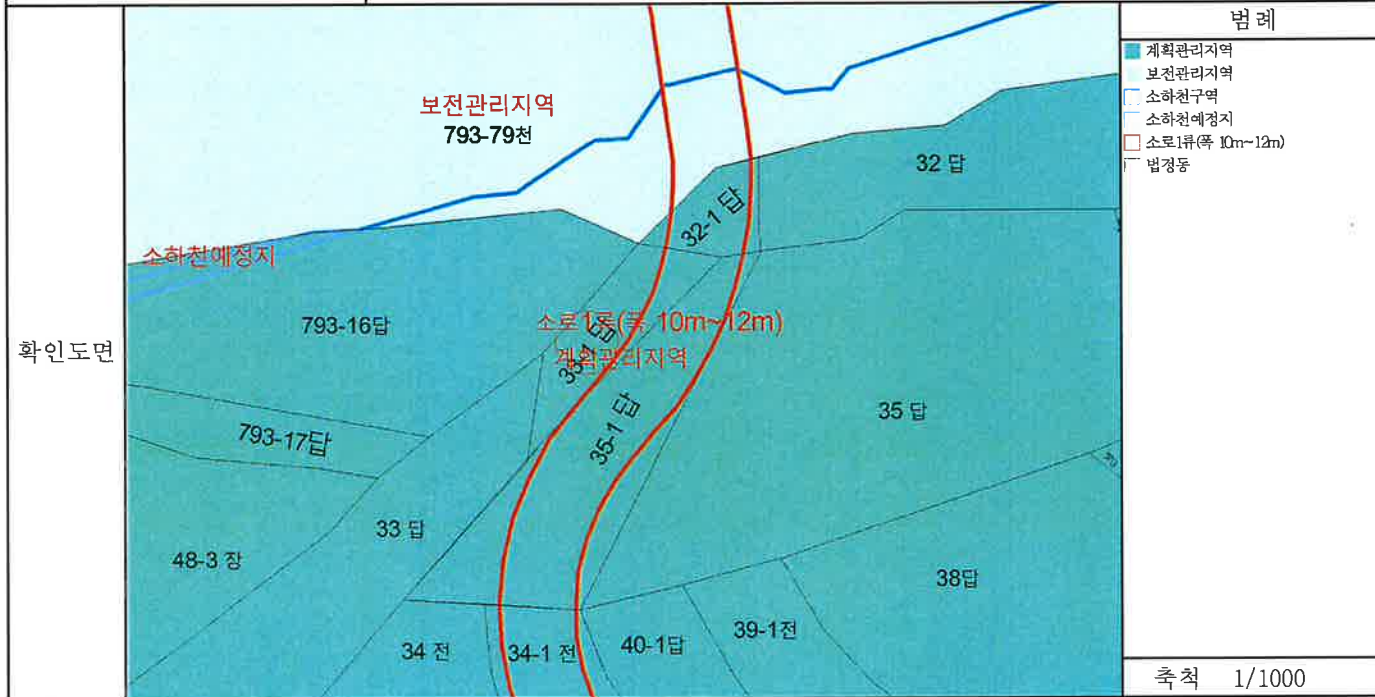 확인도면
보전관리지역
793-79천
소하천예정지
32 답
32-1 답
793-16답
소로1류(폭 10m~12m)
33-1 답
계획관리지역
35-1 답
35 답
793-17답
33 답
48-3 장
34 전
34-1 전
40-1답
39-1전
38답
범례
계획관리지역
보전관리지역
소하천구역
소하천예정지
소로1류(폭 10m~12m)
법정동
축척 1/1000